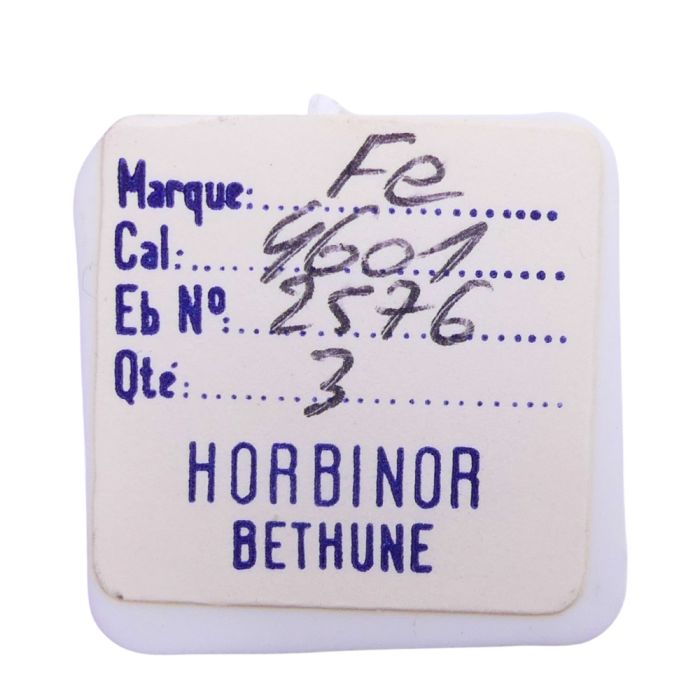 Marque: Fe
Cal: 4601
Eb Nº: 2576
Qté: 3
HORBINOR
BETHUNE